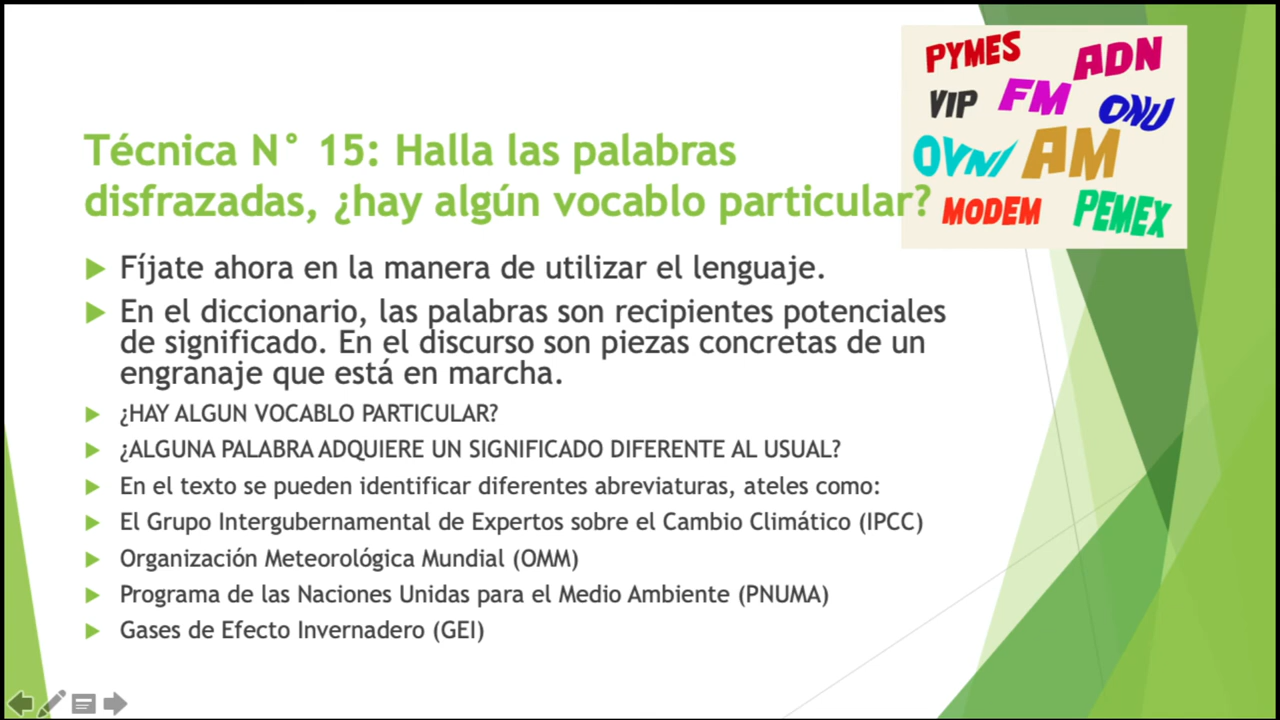 PYMES
ADN
VIP
FM
ONU
OVNI
AM
MODEM
PEMEX
Técnica N° 15: Halla las palabras
disfrazadas, ¿hay algún vocablo particular?
Fíjate ahora en la manera de utilizar el lenguaje.
En el diccionario, las palabras son recipientes potenciales
de significado. En el discurso son piezas concretas de un
engranaje que está en marcha.
¿HAY ALGUN VOCABLO PARTICULAR?
¿ALGUNA PALABRA ADQUIERE UN SIGNIFICADO DIFERENTE AL USUAL?
En el texto se pueden identificar diferentes abreviaturas, ateles como:
El Grupo Intergubernamental de Expertos sobre el Cambio Climático (IPCC)
Organización Meteorológica Mundial (OMM)
Programa de las Naciones Unidas para el Medio Ambiente (PNUMA)
Gases de Efecto Invernadero (GEI)